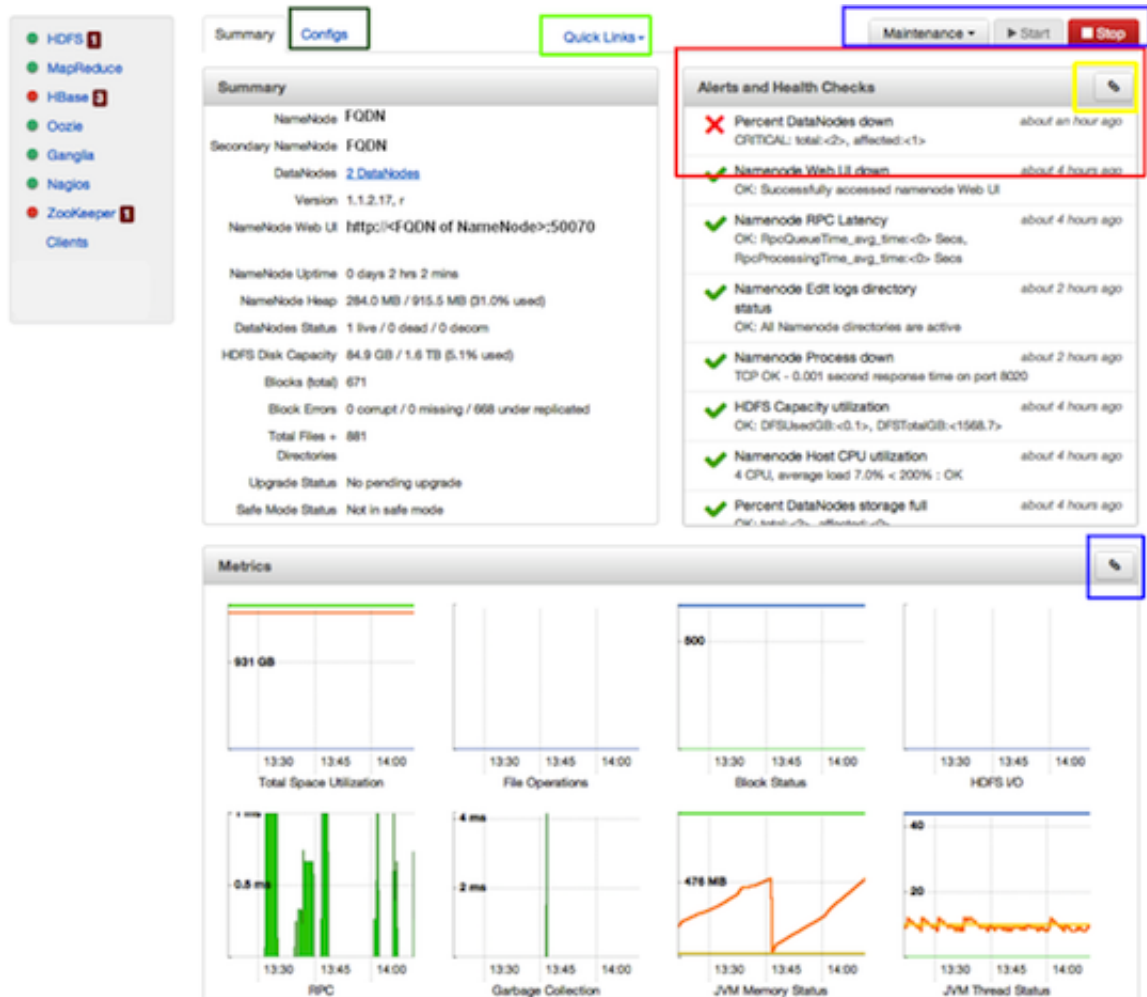 HDFS 1
MapReduce
HBase 3
Oozie
Ganglia
Nagios
ZooKeeper 1
Clients
Summary
Configs
Quick Links
Maintenance
Start
Stop
Summary
NameNode FQDN
Secondary NameNode FQDN
DataNodes 2 DataNodes
Version 1.1.2.17, r
NameNode Web UI http://<FQDN of NameNode>:50070
NameNode Uptime 0 days 2 hrs 2 mins
NameNode Heap 284.0 MB / 915.5 MB (31.0% used)
DataNodes Status 1 live / 0 dead / 0 decom
HDFS Disk Capacity 84.9 GB / 1.6 TB (5.1% used)
Blocks (total) 671
Block Errors 0 corrupt / 0 missing / 668 under replicated
Total Files + 881
Directories
Upgrade Status No pending upgrade
Safe Mode Status Not in safe mode
Alerts and Health Checks
Percent DataNodes down about an hour ago
CRITICAL: total:<2>, affected:<1>
Namenode Web UI down about 4 hours ago
OK: Successfully accessed namenode Web UI
Namenode RPC Latency about 4 hours ago
OK: RpcQueueTime_avg_time:<0> Secs,
RpcProcessingTime_avg_time:<0> Secs
Namenode Edit logs directory about 2 hours ago
status
OK: All Namenode directories are active
Namenode Process down about 2 hours ago
TCP OK - 0.001 second response time on port 8020
HDFS Capacity utilization about 4 hours ago
OK: DFSUsedGB:<0.1>, DFSTotalGB:<1568.7>
Namenode Host CPU utilization about 4 hours ago
4 CPU, average load 7.0% < 200% : OK
Percent DataNodes storage full about 4 hours ago
OK: total:<2>, affected:<0>
Metrics
931 GB
13:30 13:45 14:00
Total Space Utilization
13:30 13:45 14:00
File Operations
500
13:30 13:45 14:00
Block Status
13:30 13:45 14:00
HDFS I/O
1 ms
0.5 ms
13:30 13:45 14:00
RPC
4 ms
2 ms
13:30 13:45 14:00
Garbage Collection
476 MB
13:30 13:45 14:00
JVM Memory Status
40
20
13:30 13:45 14:00
JVM Thread Status